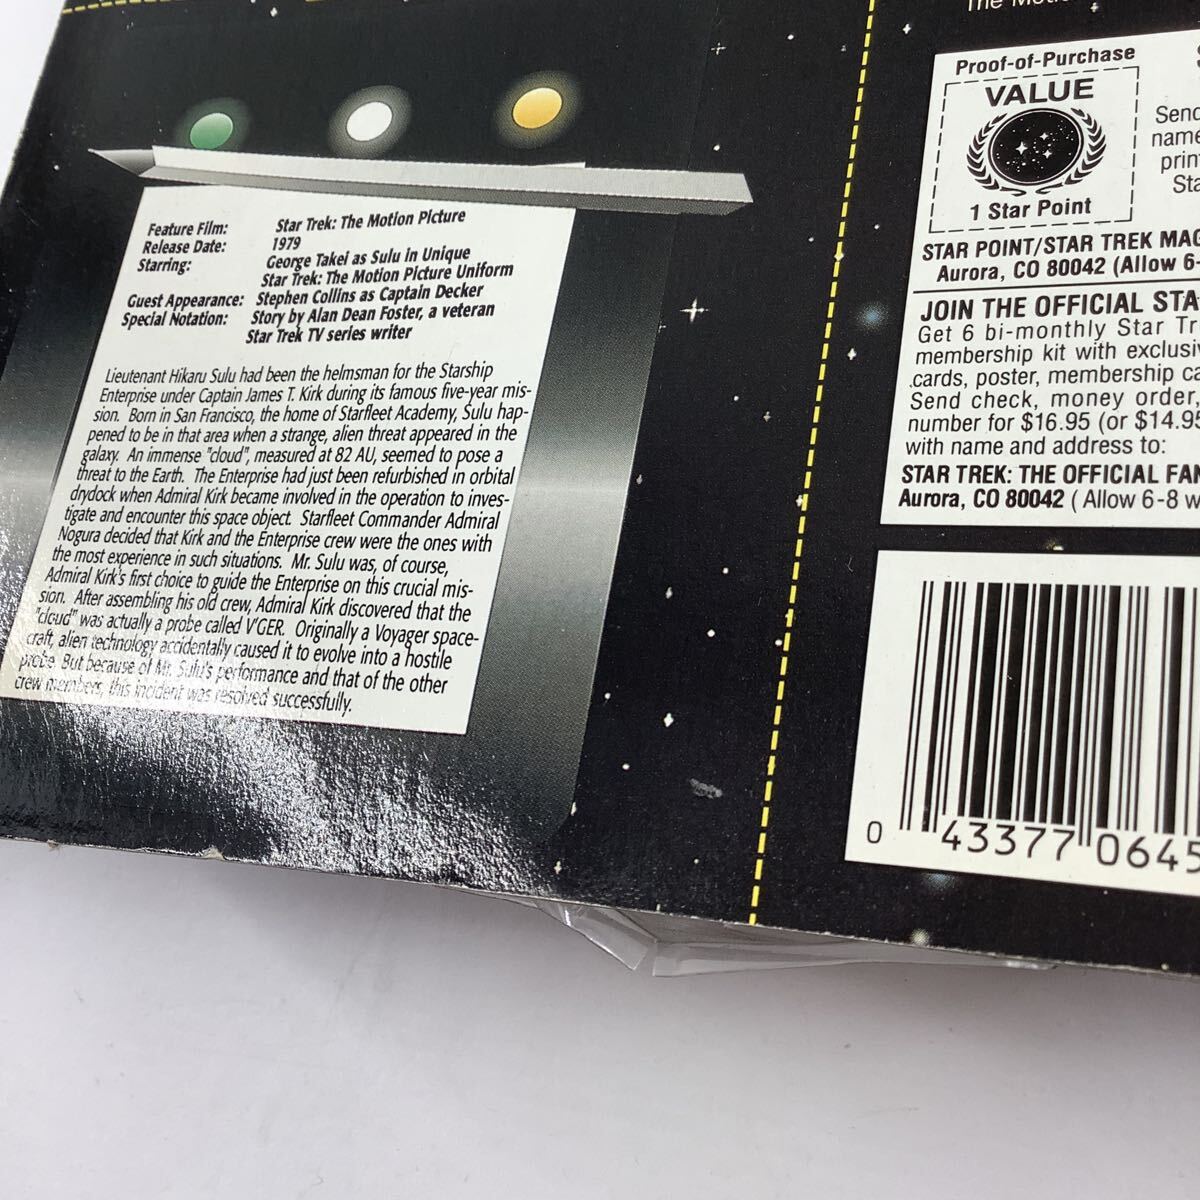 Feature Film: Star Trek: The Motion Picture
Release Date: 1979
Starring: George Takei as Sulu in Unique
Star Trek: The Motion Picture Uniform
Guest Appearance: Stephen Collins as Captain Decker
Special Notation: Story by Alan Dean Foster, a veteran
Star Trek TV series writer
Lieutenant Hikaru Sulu had been the helmsman for the Starship
Enterprise under Captain James T. Kirk during its famous five-year mis-
sion. Born in San Francisco, the home of Starfleet Academy, Sulu hap-
pened to be in that area when a strange, alien threat appeared in the
galaxy. An immense "cloud", measured at 82 AU, seemed to pose a
threat to the Earth. The Enterprise had just been refurbished in orbital
drydock when Admiral Kirk became involved in the operation to inves-
tigate and encounter this space object. Starfleet Commander Admiral
Nogura decided that Kirk and the Enterprise crew were the ones with
the most experience in such situations. Mr. Sulu was, of course,
Admiral Kirk's first choice to guide the Enterprise on this crucial mis-
sion. After assembling his old crew, Admiral Kirk discovered that the
"cloud" was actually a probe called V'GER. Originally a Voyager space-
craft, alien technology accidentally caused it to evolve into a hostile
probe. But because of Mr. Sulu's performance and that of the other
crew members, this incident was resolved successfully.
The
Proof-of-Purchase
VALUE
1 Star Point
Send
name
print
Sta
STAR POINT/STAR TREK MAG
Aurora, CO 80042 (Allow 6-
JOIN THE OFFICIAL STA
Get 6 bi-monthly Star Tr
membership kit with exclusiv
cards, poster, membership ca
Send check, money order,
number for $16.95 (or $14.95
with name and address to:
STAR TREK: THE OFFICIAL FAN
Aurora, CO 80042 ( Allow 6-8 w
0 43377 0645